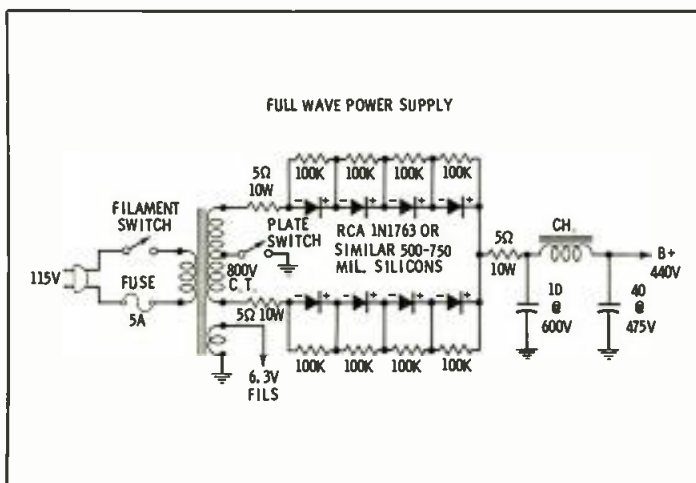 FULL WAVE POWER SUPPLY
100K 100K 100K 100K
5Ω
10W
- + - + - + - +
FILAMENT
SWITCH
PLATE
SWITCH
RCA 1N1763 OR
SIMILAR 500-750
MIL. SILICONS
5Ω
10W
CH.
B+
440V
115V
FUSE
5A
800V
C.T.
5Ω 10W
- + - + - + - +
10
@
600V
40
@
475V
100K 100K 100K 100K
6.3V
FILS